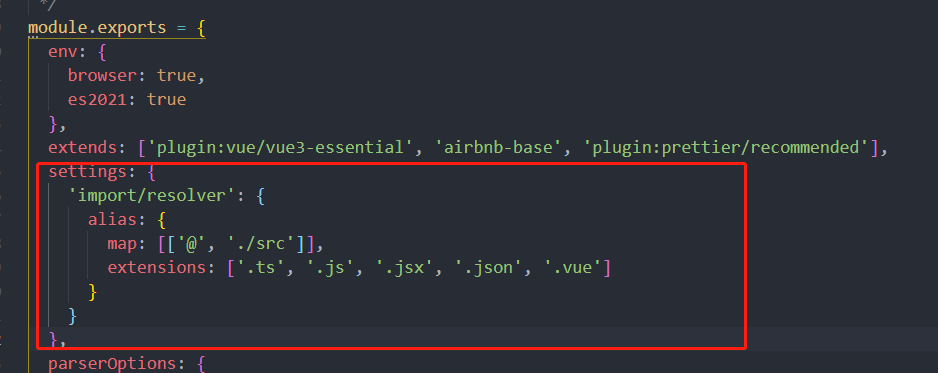 */
module.exports = {
env: {
browser: true,
es2021: true
},
extends: ['plugin:vue/vue3-essential', 'airbnb-base', 'plugin:prettier/recommended'],
settings: {
'import/resolver': {
alias: {
map: [['@', './src']],
extensions: ['.ts', '.js', '.jsx', '.json', '.vue']
}
}
},
parserOptions: {